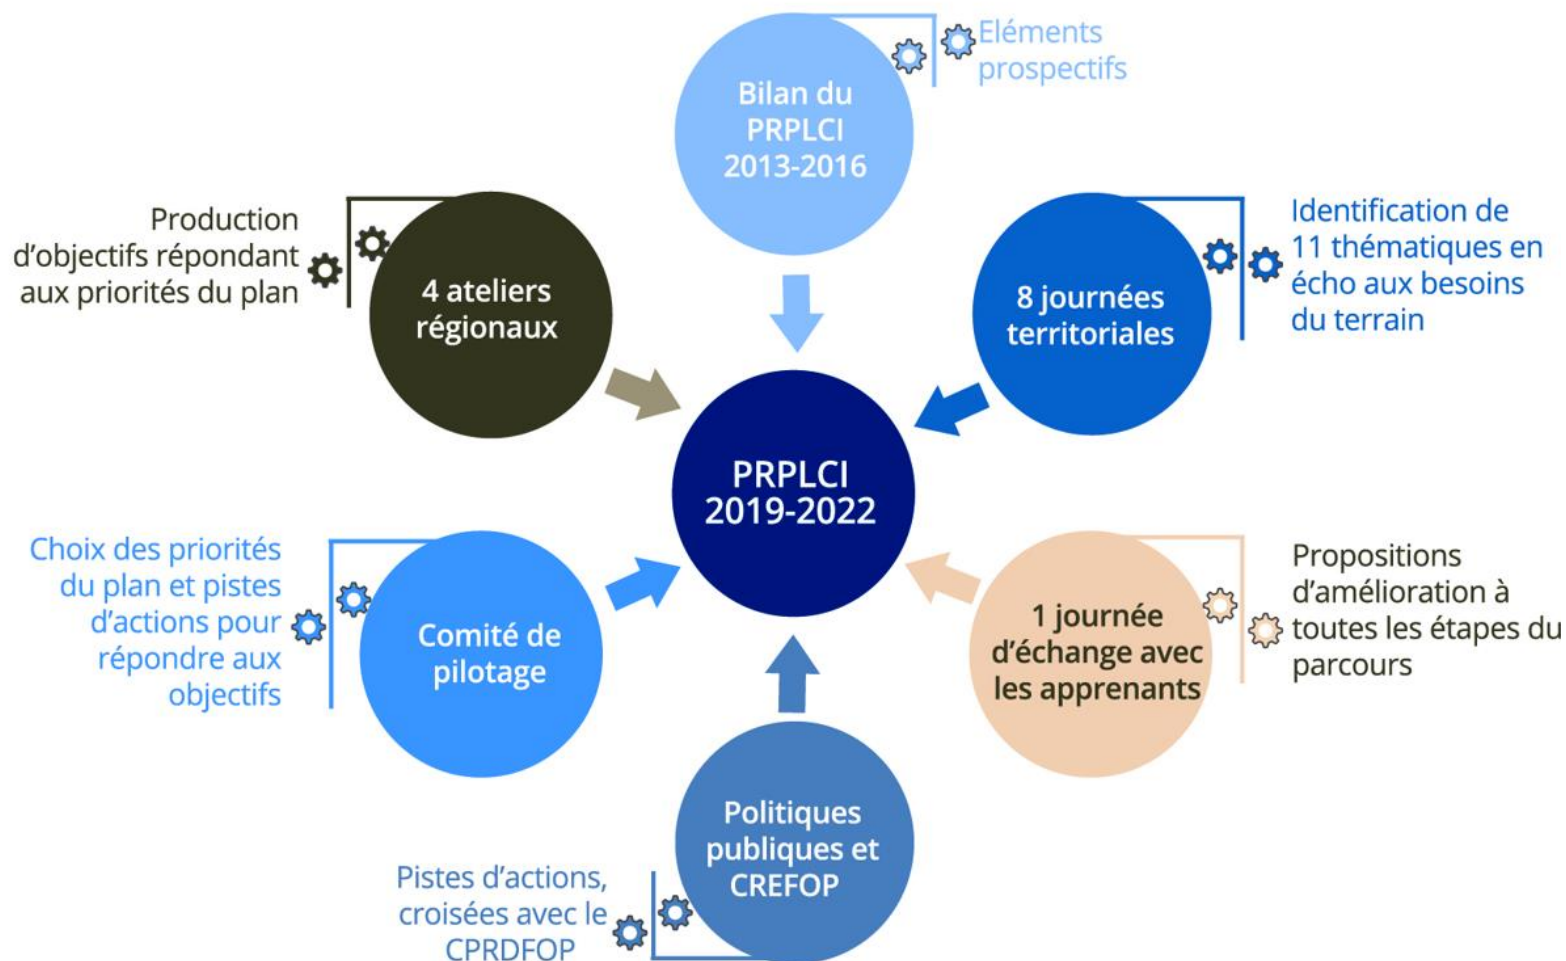 Bilan du
PRPLCI
2013-2016
Eléments
prospectifs
Production
d'objectifs répondant
aux priorités du plan
4 ateliers
régionaux
8 journées
territoriales
Identification de
11 thématiques en
écho aux besoins
du terrain
PRPLCI
2019-2022
Choix des priorités
du plan et pistes
d'actions pour
répondre aux
objectifs
Comité de
pilotage
1 journée
d'échange avec
les apprenants
Propositions
d'amélioration à
toutes les étapes du
parcours
Politiques
publiques et
CREFOP
Pistes d'actions,
croisées avec le
CPRDFOP